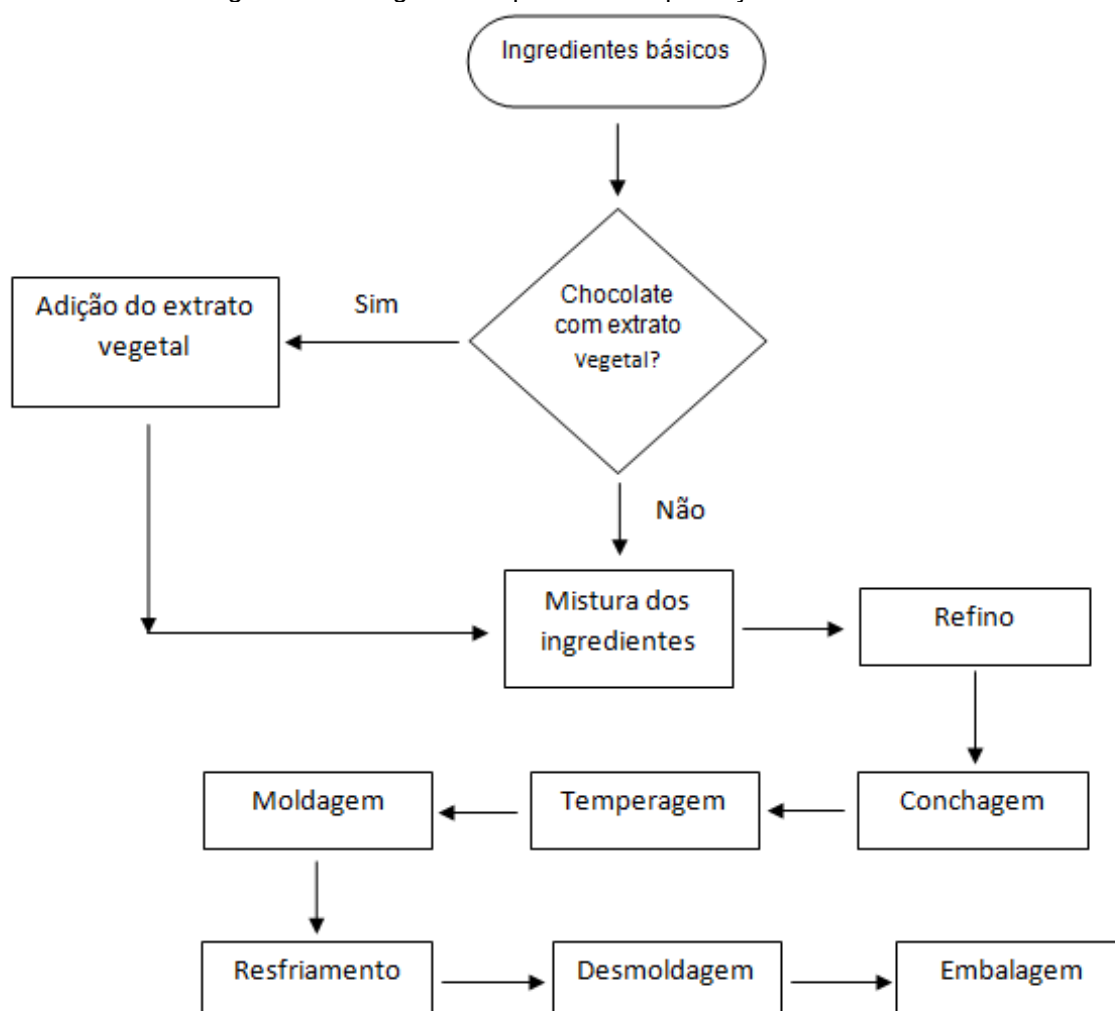 Ingredientes básicos
Chocolate
com extrato
vegetal?
Sim
Adição do extrato
vegetal
Não
Mistura dos
ingredientes
Refino
Conchagem
Temperagem
Moldagem
Resfriamento
Desmoldagem
Embalagem